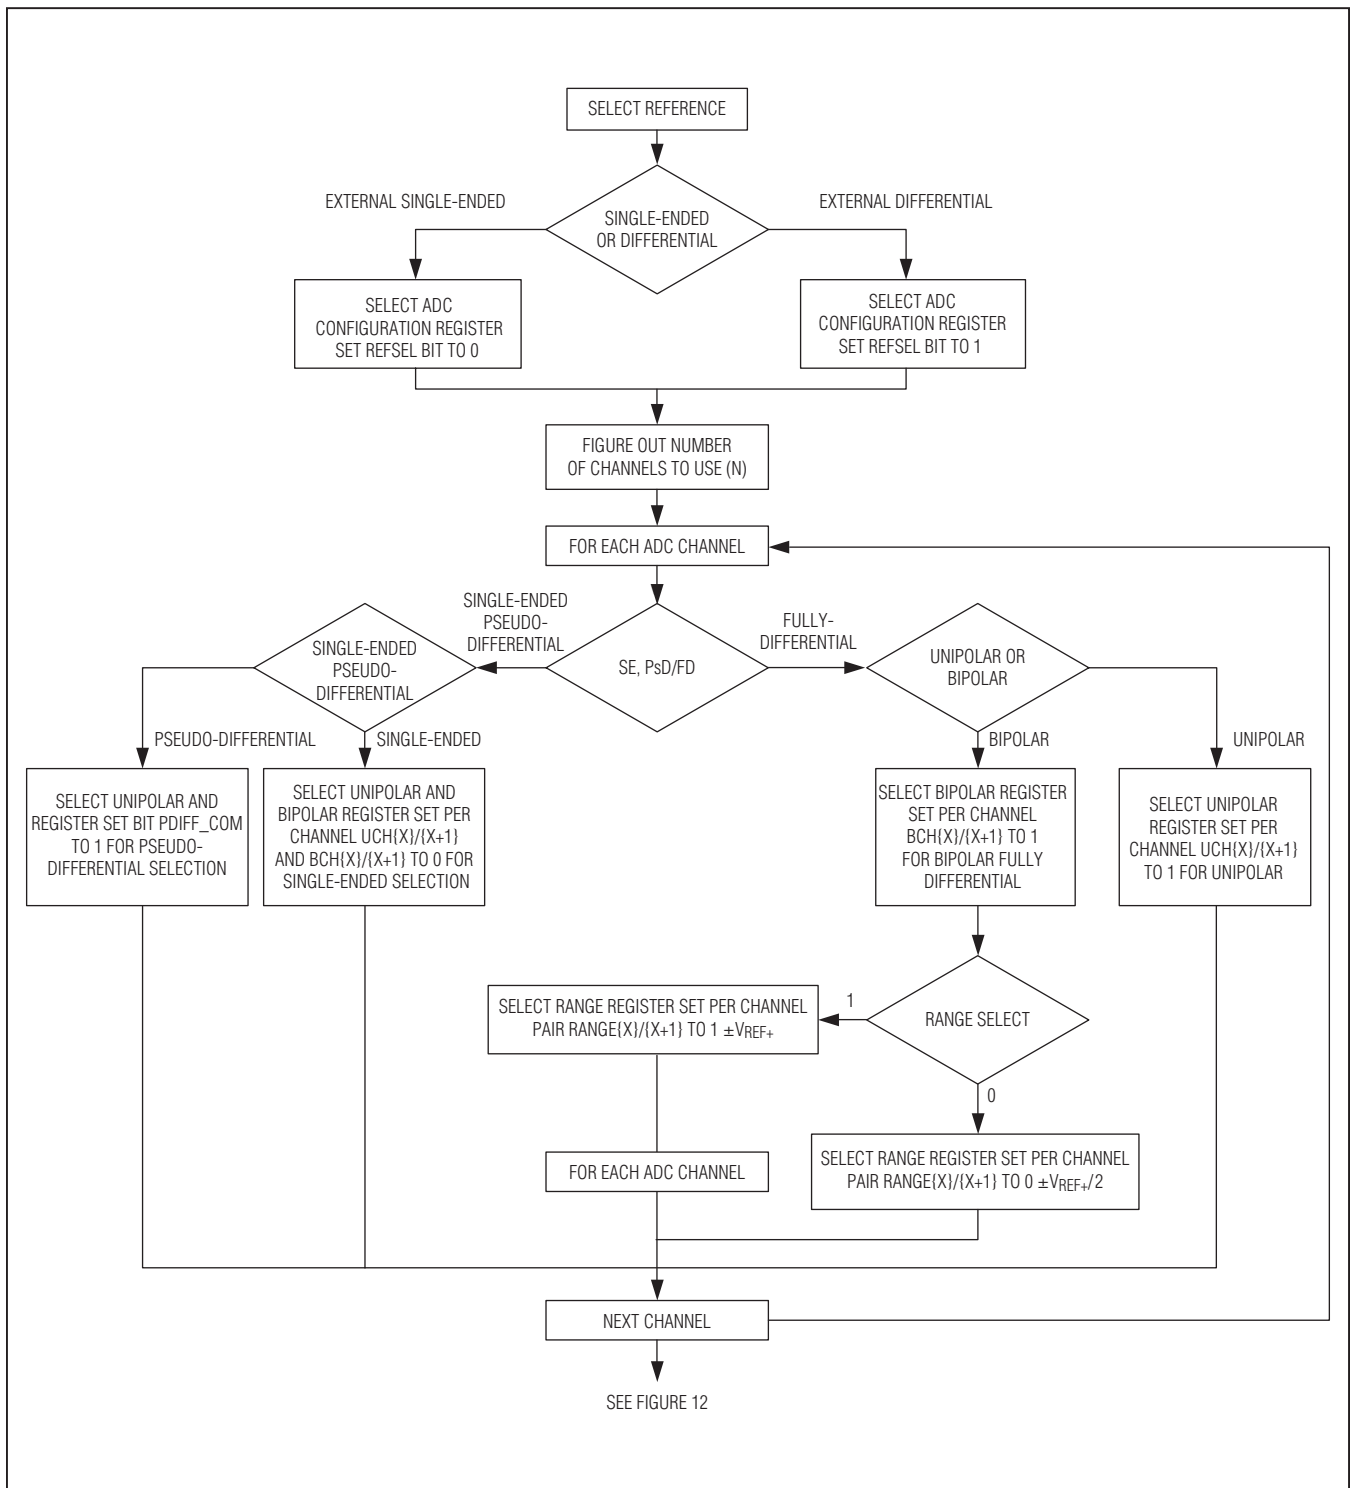 SELECT REFERENCE
EXTERNAL SINGLE-ENDED
EXTERNAL DIFFERENTIAL
SINGLE-ENDED
OR DIFFERENTIAL
SELECT ADC
CONFIGURATION REGISTER
SET REFSEL BIT TO 0
SELECT ADC
CONFIGURATION REGISTER
SET REFSEL BIT TO 1
FIGURE OUT NUMBER
OF CHANNELS TO USE (N)
FOR EACH ADC CHANNEL
SINGLE-ENDED
PSEUDO-
DIFFERENTIAL
FULLY-
DIFFERENTIAL
SINGLE-ENDED
PSEUDO-
DIFFERENTIAL
SE, PsD/FD
UNIPOLAR OR
BIPOLAR
PSEUDO-DIFFERENTIAL
SINGLE-ENDED
BIPOLAR
UNIPOLAR
SELECT UNIPOLAR AND
REGISTER SET BIT PDIFF_COM
TO 1 FOR PSEUDO-
DIFFERENTIAL SELECTION
SELECT UNIPOLAR AND
BIPOLAR REGISTER SET PER
CHANNEL UCH{X}/{X+1}
AND BCH{X}/{X+1} TO 0 FOR
SINGLE-ENDED SELECTION
SELECT BIPOLAR REGISTER
SET PER CHANNEL
BCH{X}/{X+1} TO 1
FOR BIPOLAR FULLY
DIFFERENTIAL
SELECT UNIPOLAR
REGISTER SET PER
CHANNEL UCH{X}/{X+1}
TO 1 FOR UNIPOLAR
SELECT RANGE REGISTER SET PER CHANNEL
PAIR RANGE{X}/{X+1} TO 1 ±VREF+
1
RANGE SELECT
0
FOR EACH ADC CHANNEL
SELECT RANGE REGISTER SET PER CHANNEL
PAIR RANGE{X}/{X+1} TO 0 ±VREF+/2
NEXT CHANNEL
SEE FIGURE 12